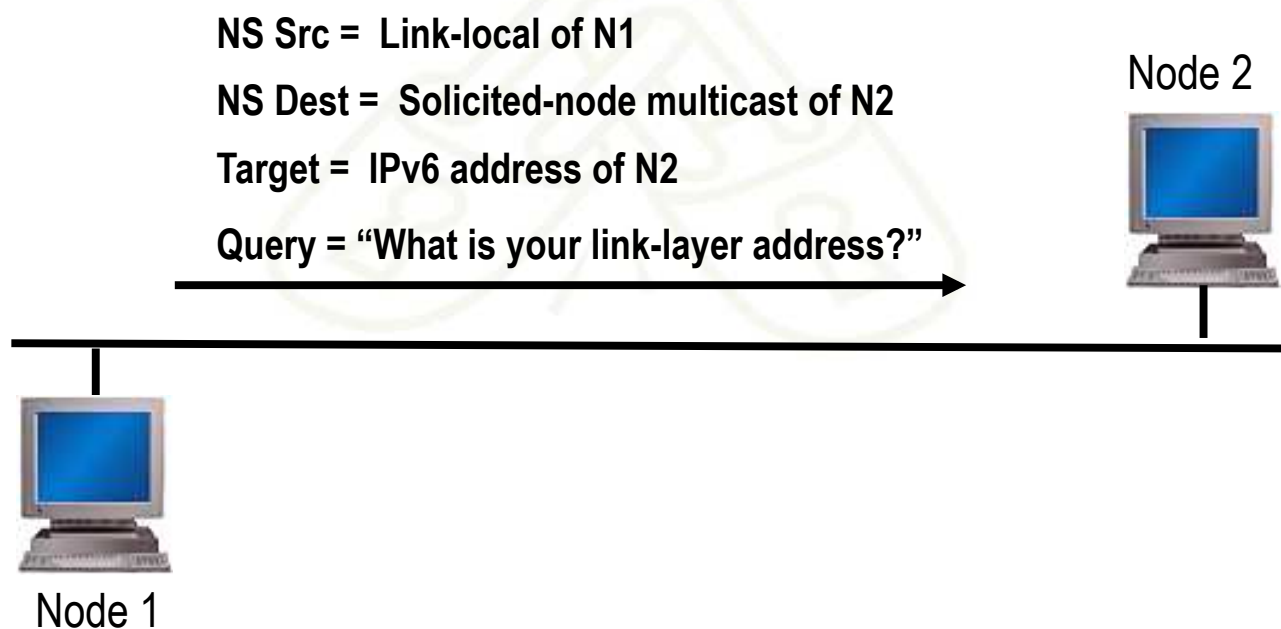 NS Src = Link-local of N1
Node 2
NS Dest = Solicited-node multicast of N2
Target = IPv6 address of N2
Query = “What is your link-layer address?”
Node 1